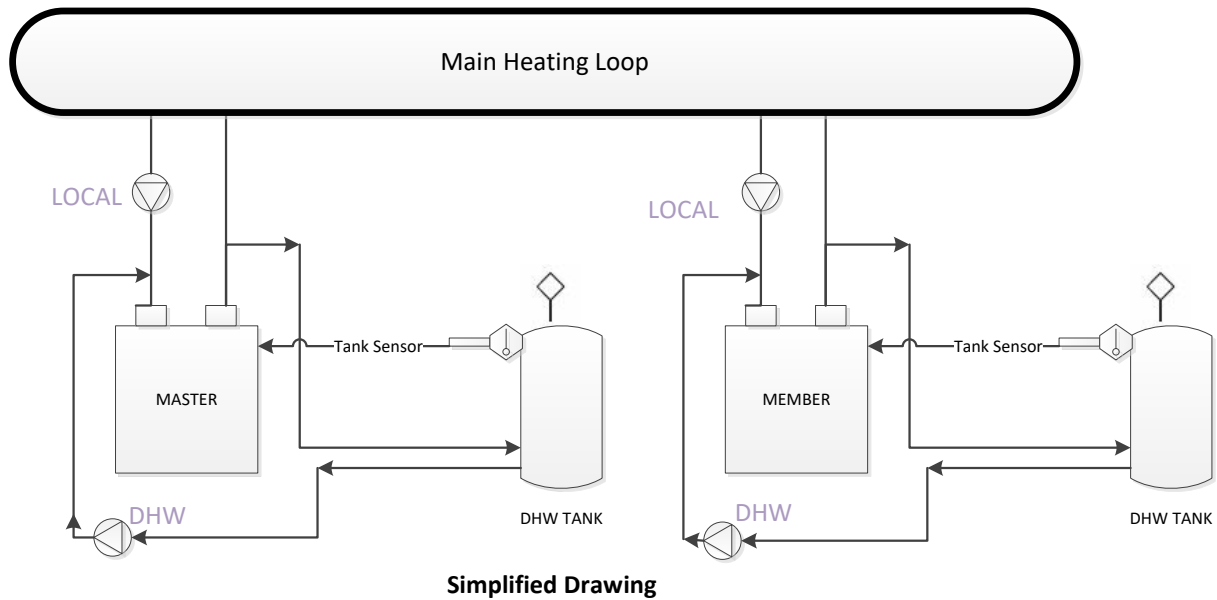 Main Heating Loop
LOCAL
LOCAL
Tank Sensor
Tank Sensor
MASTER
MEMBER
DHW
DHW
DHW TANK
DHW TANK
Simplified Drawing